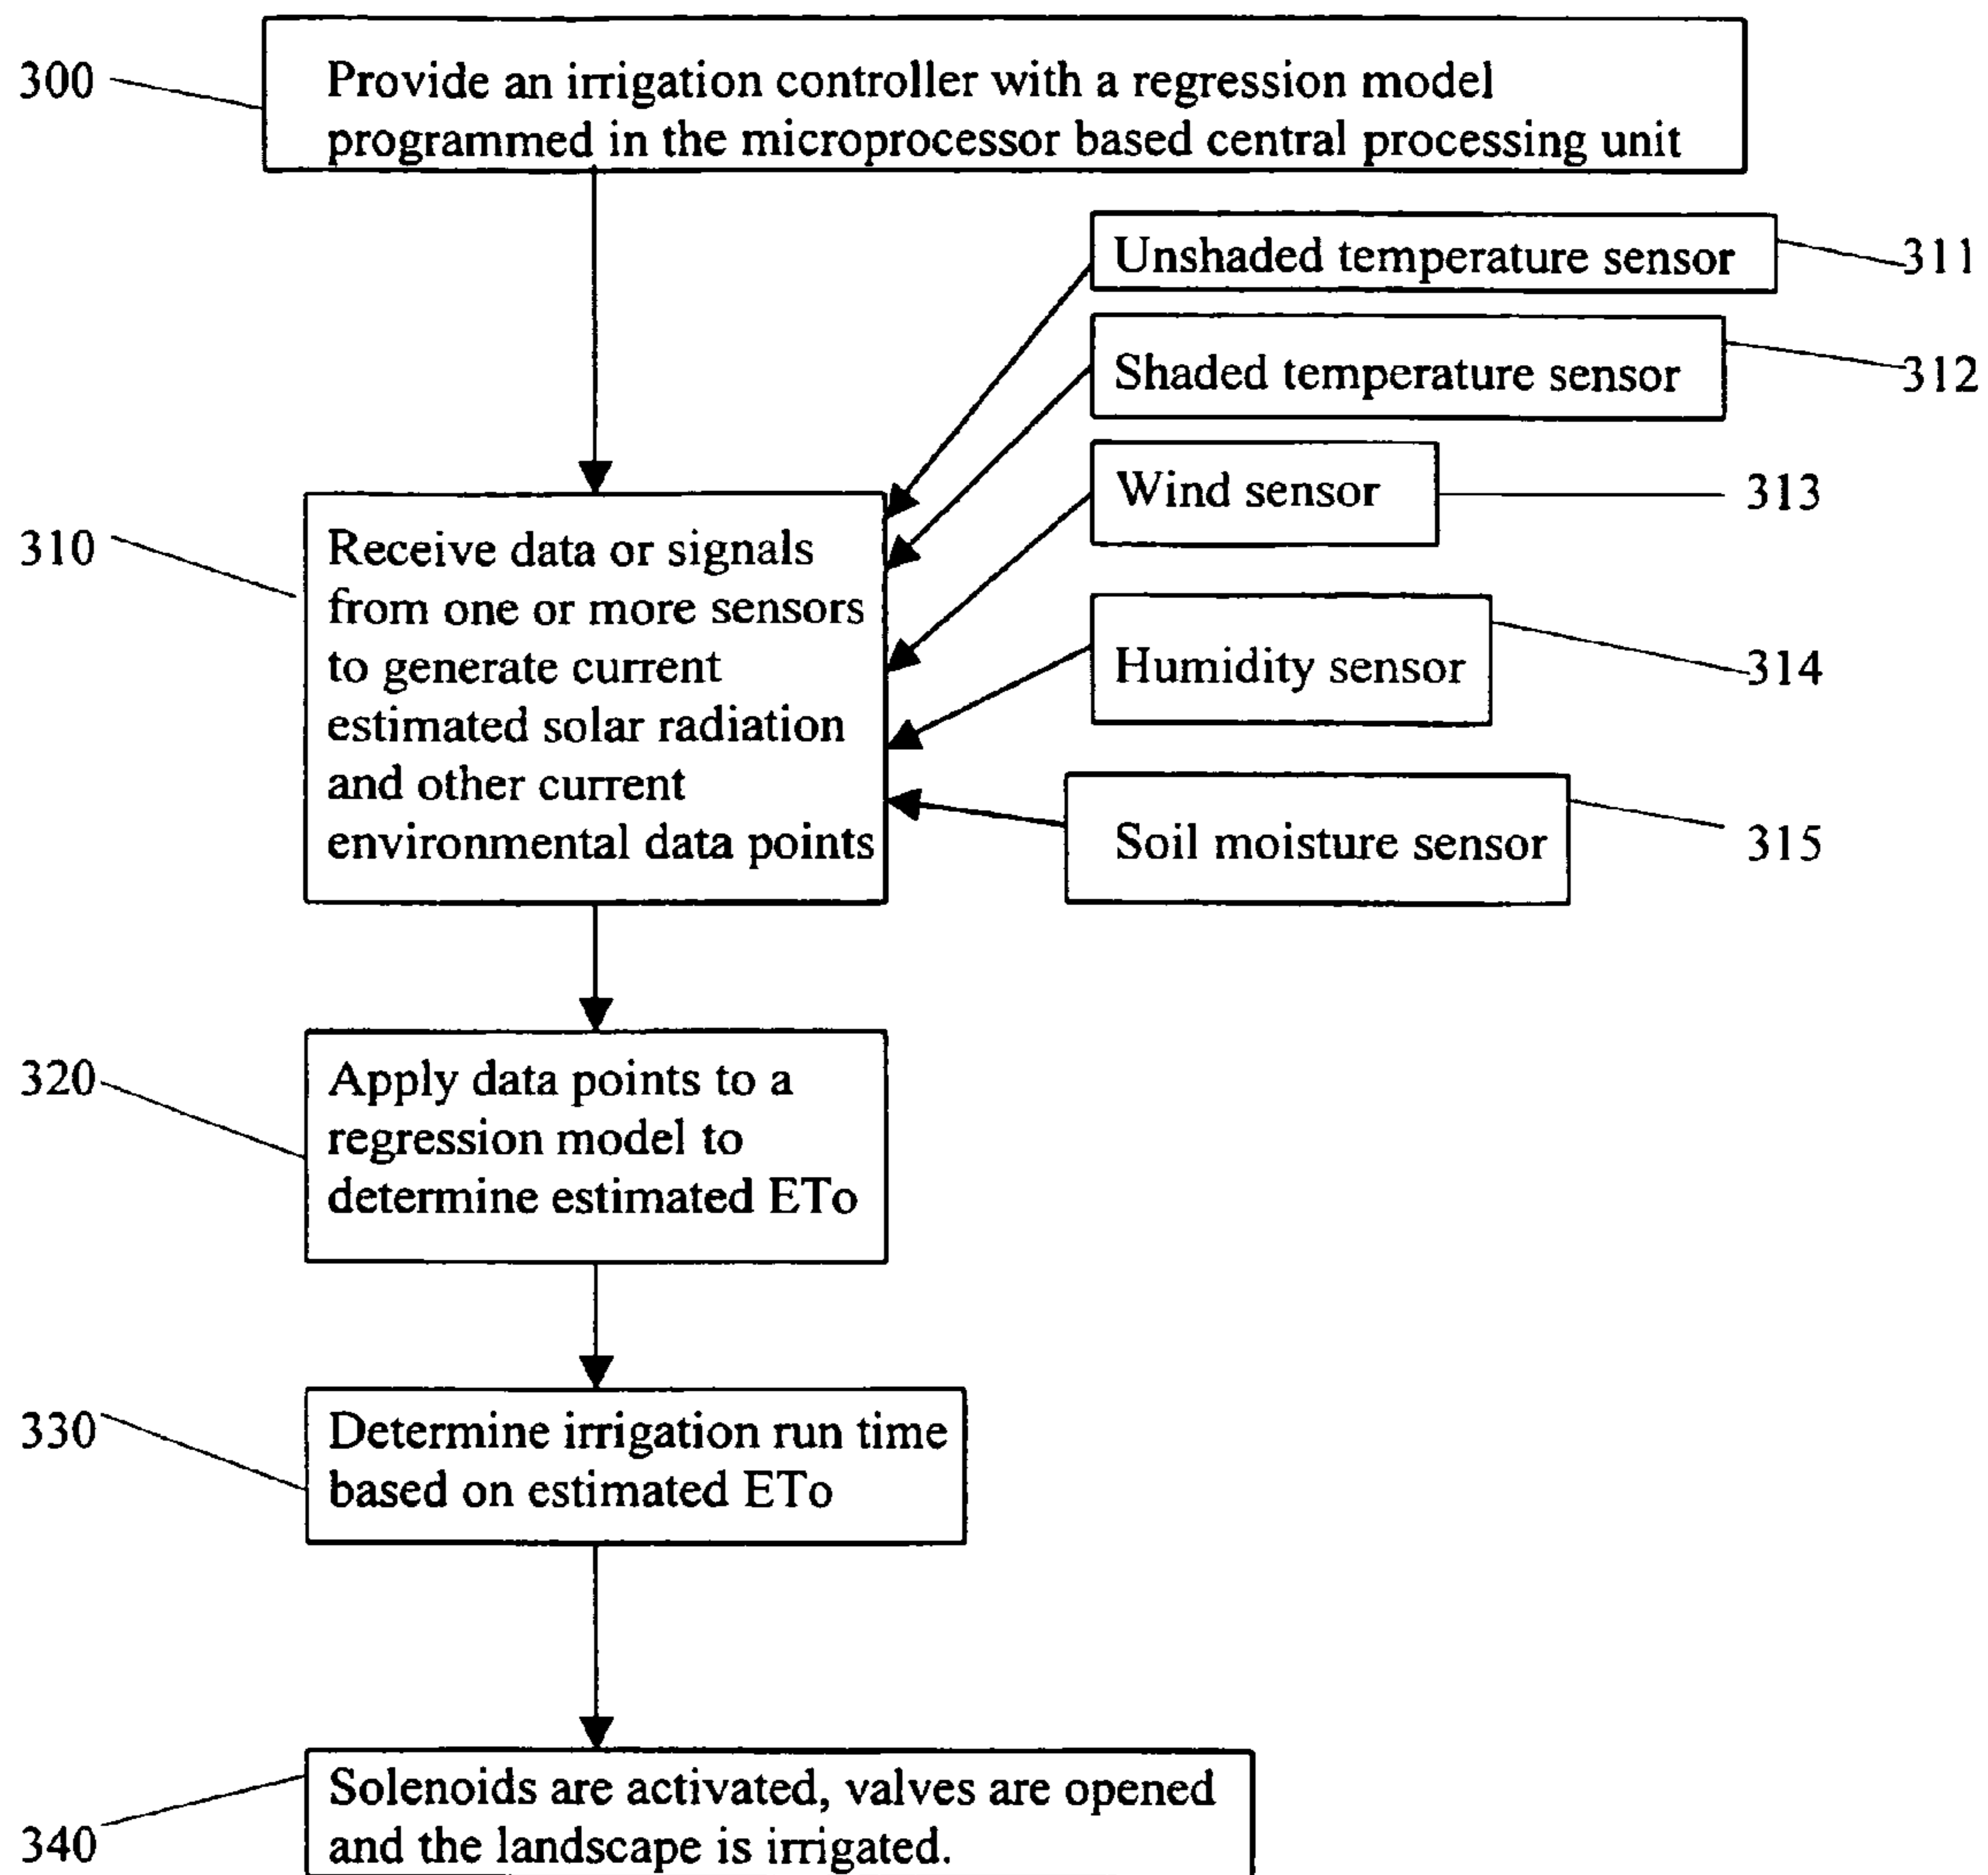 300
Provide an irrigation controller with a regression model
programmed in the microprocessor based central processing unit
Unshaded temperature sensor
311
Shaded temperature sensor
312
Wind sensor
313
Humidity sensor
314
Soil moisture sensor
315
310
Receive data or signals
from one or more sensors
to generate current
estimated solar radiation
and other current
environmental data points
320
Apply data points to a
regression model to
determine estimated ETo
330
Determine irrigation run time
based on estimated ETo
340
Solenoids are activated, valves are opened
and the landscape is irrigated.